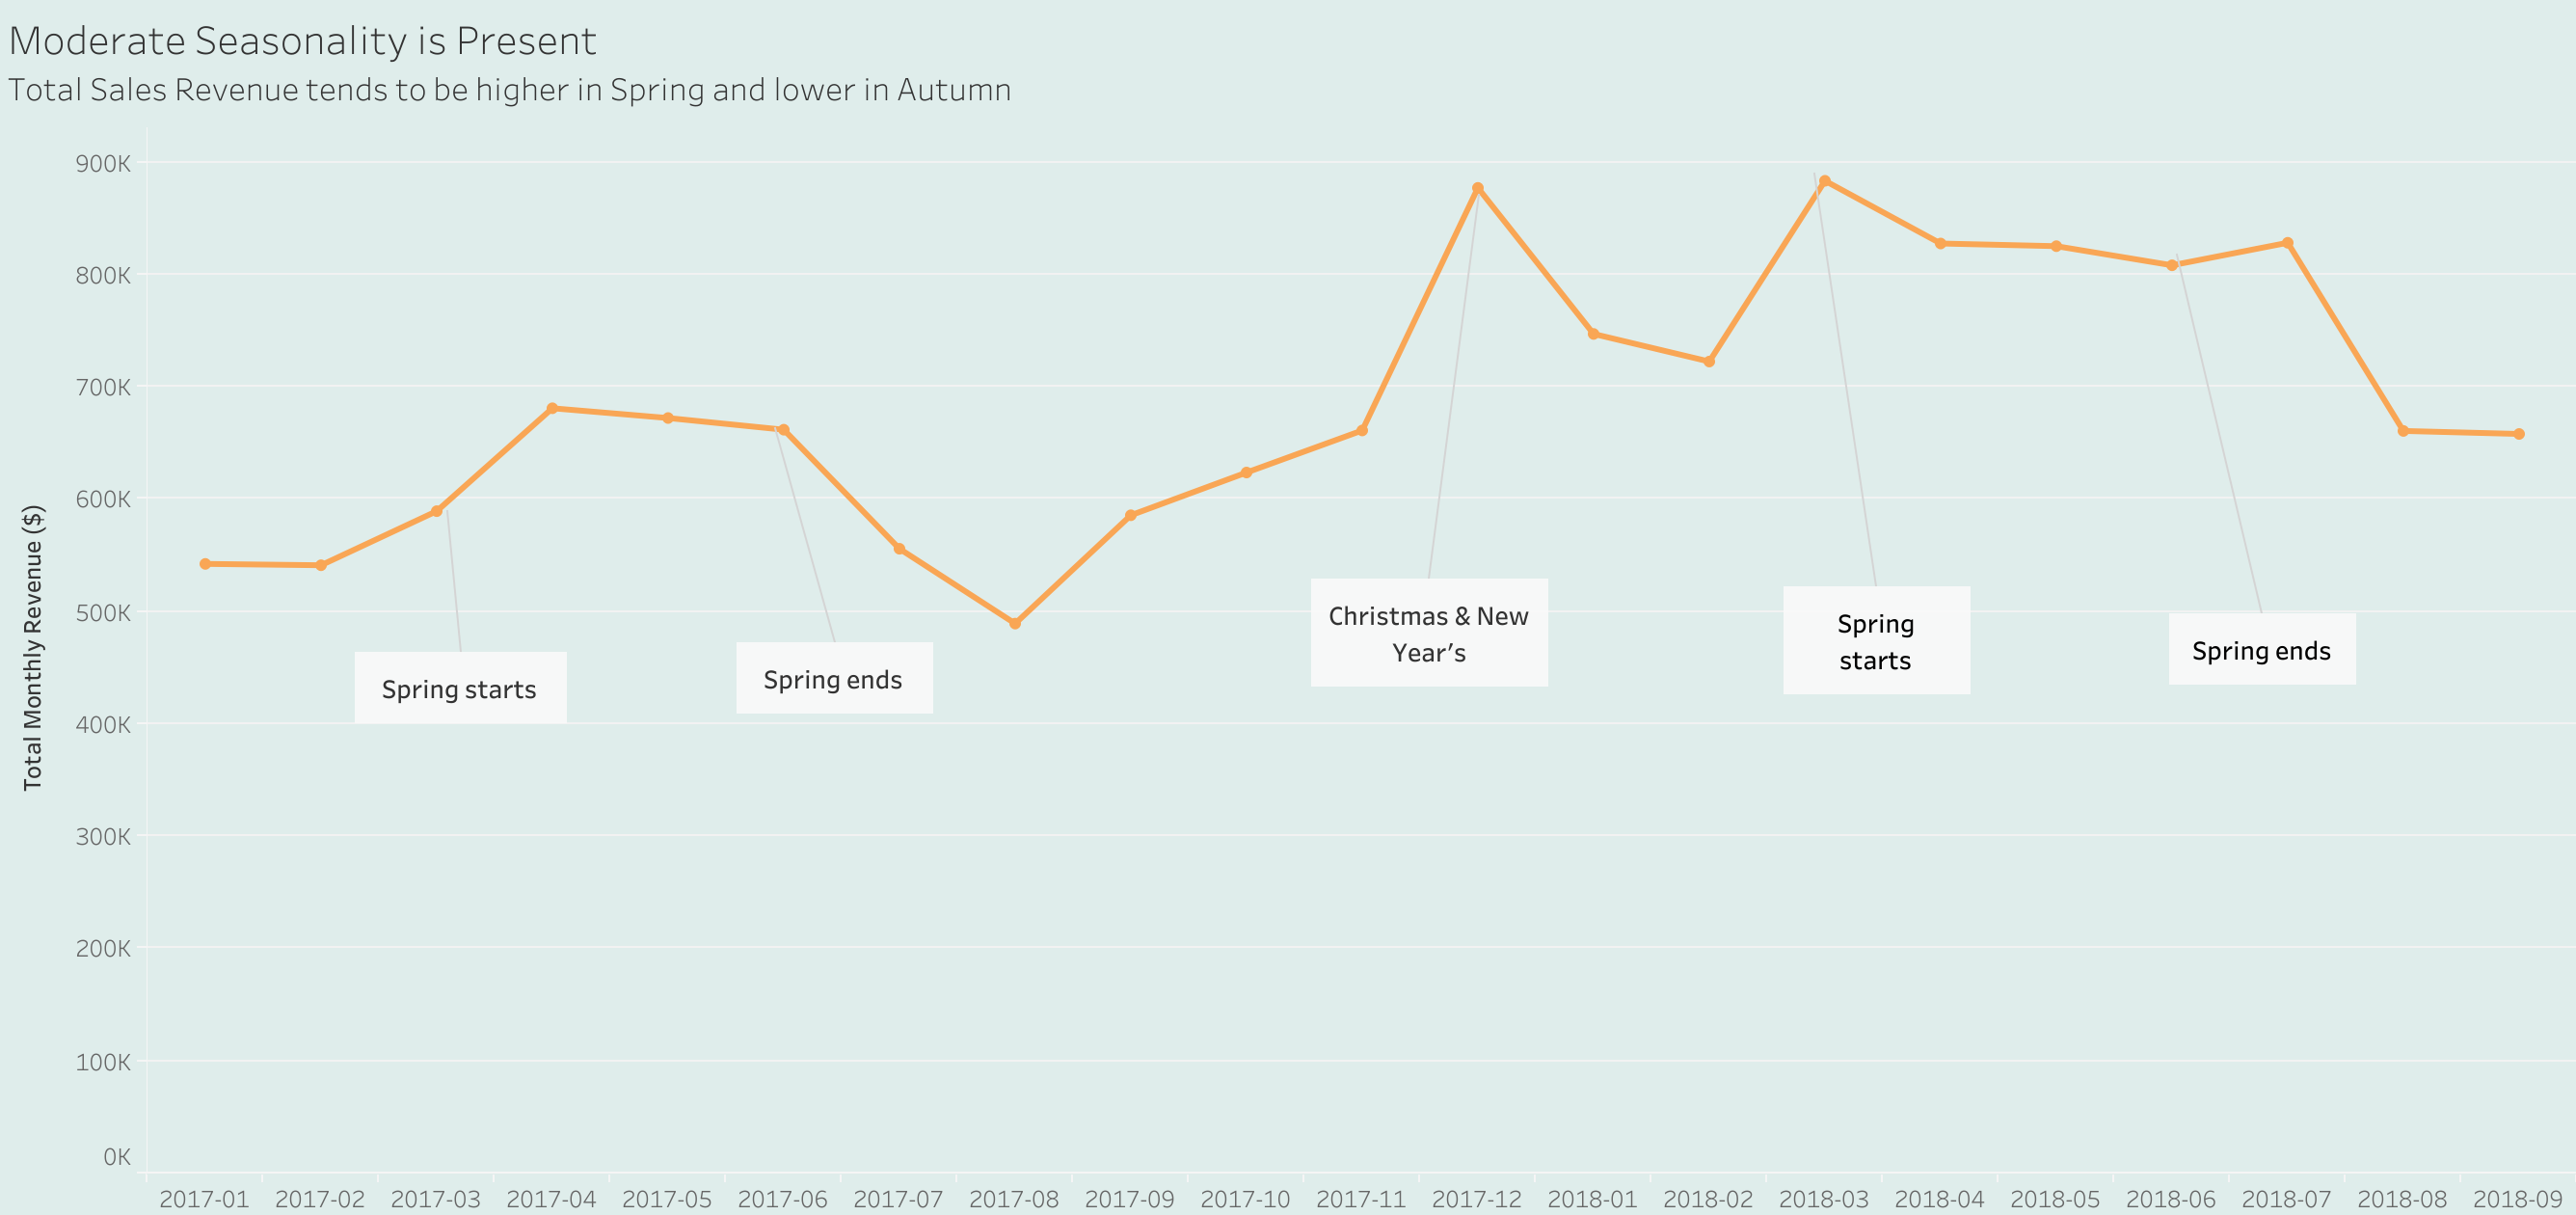 Moderate Seasonality is Present
Total Sales Revenue tends to be higher in Spring and lower in Autumn
Total Monthly Revenue ($)
900K
800K
700K
600K
500K
400K
300K
200K
100K
0K
Spring starts
Spring ends
Christmas & New
Year’s
Spring
starts
Spring ends
2017-01 2017-02 2017-03 2017-04 2017-05 2017-06 2017-07 2017-08 2017-09 2017-10 2017-11 2017-12 2018-01 2018-02 2018-03 2018-04 2018-05 2018-06 2018-07 2018-08 2018-09